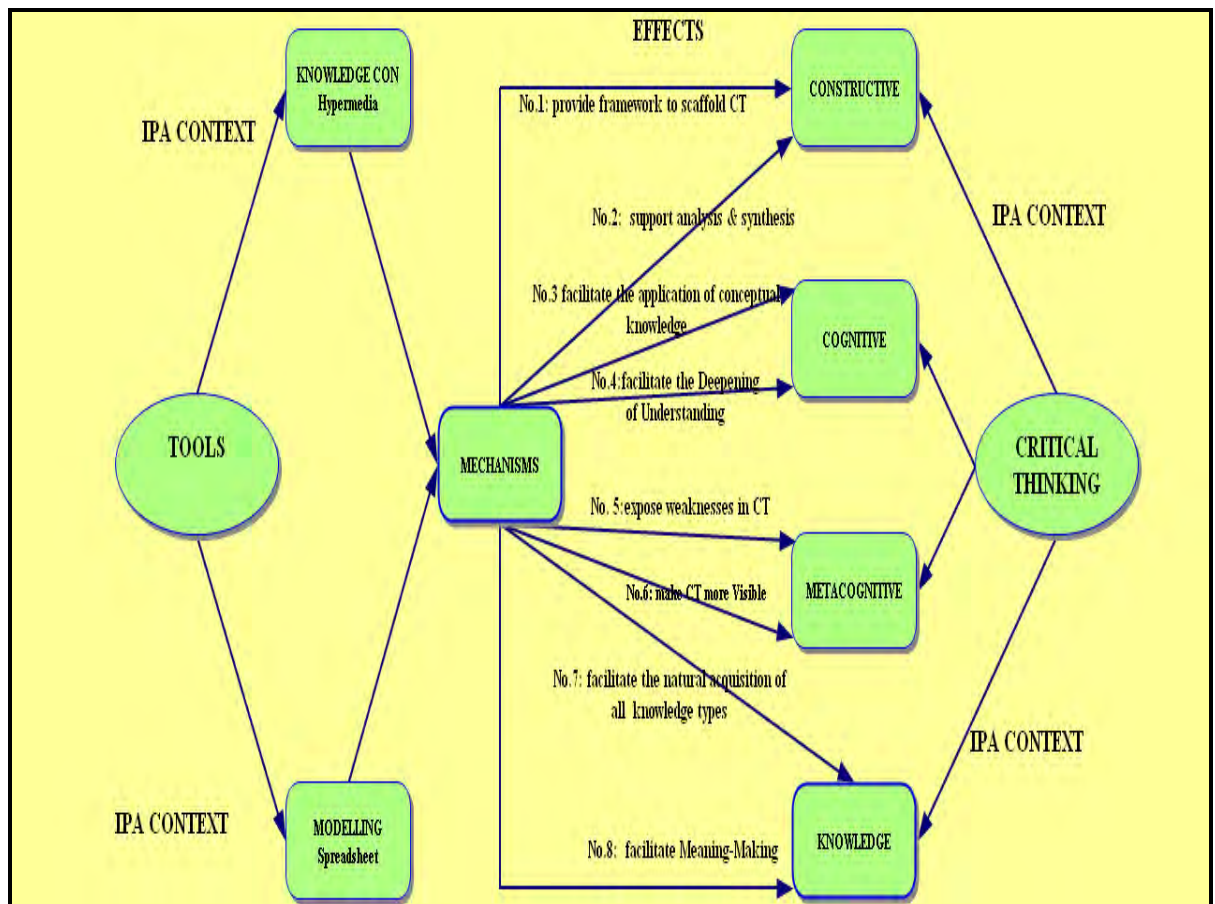 EFFECTS
KNOWLEDGE CON
Hypermedia
CONSTRUCTIVE
No.1: provide framework to scaffold CT
IPA CONTEXT
IPA CONTEXT
No.2: support analysis & synthesis
No.3 facilitate the application of conceptual
knowledge
COGNITIVE
No.4:facilitate the Deepening
of Understanding
TOOLS
MECHANISMS
CRITICAL
THINKING
No. 5:expose weaknesses in CT
No.6: make CT more Visible
METACOGNITIVE
No.7: facilitate the natural acquisition of
all knowledge types
IPA CONTEXT
IPA CONTEXT
MODELLING
Spreadsheet
No.8: facilitate Meaning-Making
KNOWLEDGE